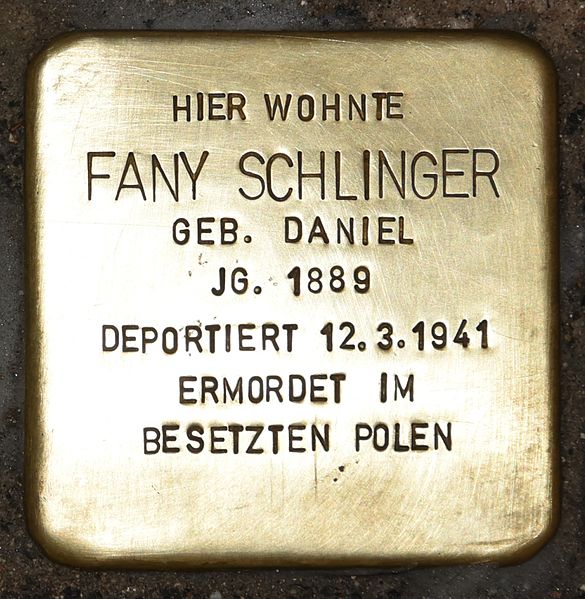 HIER WOHNTE
FANY SCHLINGER
GEB. DANIEL
JG. 1889
DEPORTIERT 12.3.1941
ERMORDET IM
BESETZTEN POLEN